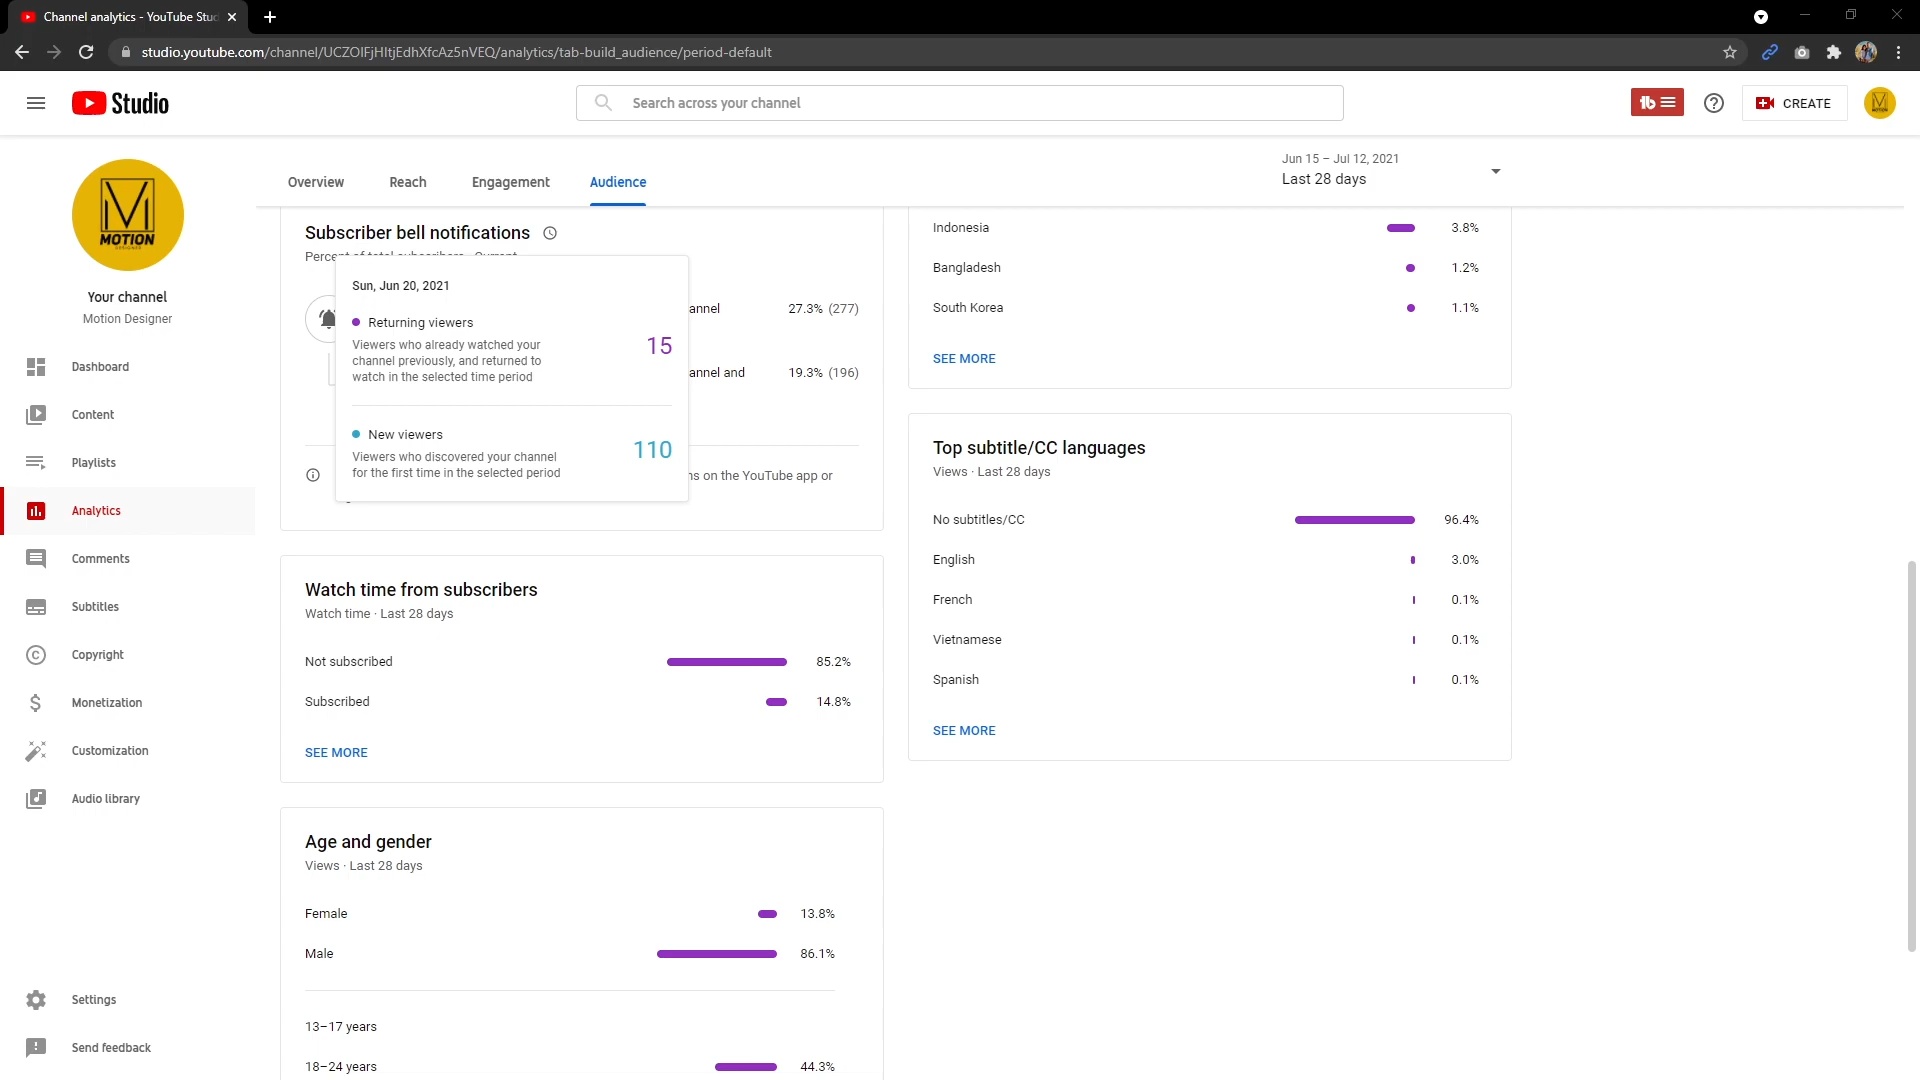 Channel analytics - YouTube Stud
studio.youtube.com/channel/UCZOIFjHItjEdhXfcAz5nVEQ/analytics/tab-build_audience/period-default
Studio
Search across your channel
CREATE
MOTION
Your channel
Motion Designer
Dashboard
Content
Playlists
Analytics
Comments
Subtitles
Copyright
Monetization
Customization
Audio library
Settings
Send feedback
Overview Reach Engagement Audience
Jun 15 – Jul 12, 2021
Last 28 days
Subscriber bell notifications
Sun, Jun 20, 2021
Returning viewers
Viewers who already watched your
channel previously, and returned to
watch in the selected time period
15
New viewers
Viewers who discovered your channel
for the first time in the selected period
110
annel 27.3% (277)
annel and 19.3% (196)
ns on the YouTube app or
Watch time from subscribers
Watch time · Last 28 days
Not subscribed 85.2%
Subscribed 14.8%
SEE MORE
Age and gender
Views · Last 28 days
Female 13.8%
Male 86.1%
13–17 years
18–24 years 44.3%
Indonesia 3.8%
Bangladesh 1.2%
South Korea 1.1%
SEE MORE
Top subtitle/CC languages
Views · Last 28 days
No subtitles/CC 96.4%
English 3.0%
French 0.1%
Vietnamese 0.1%
Spanish 0.1%
SEE MORE